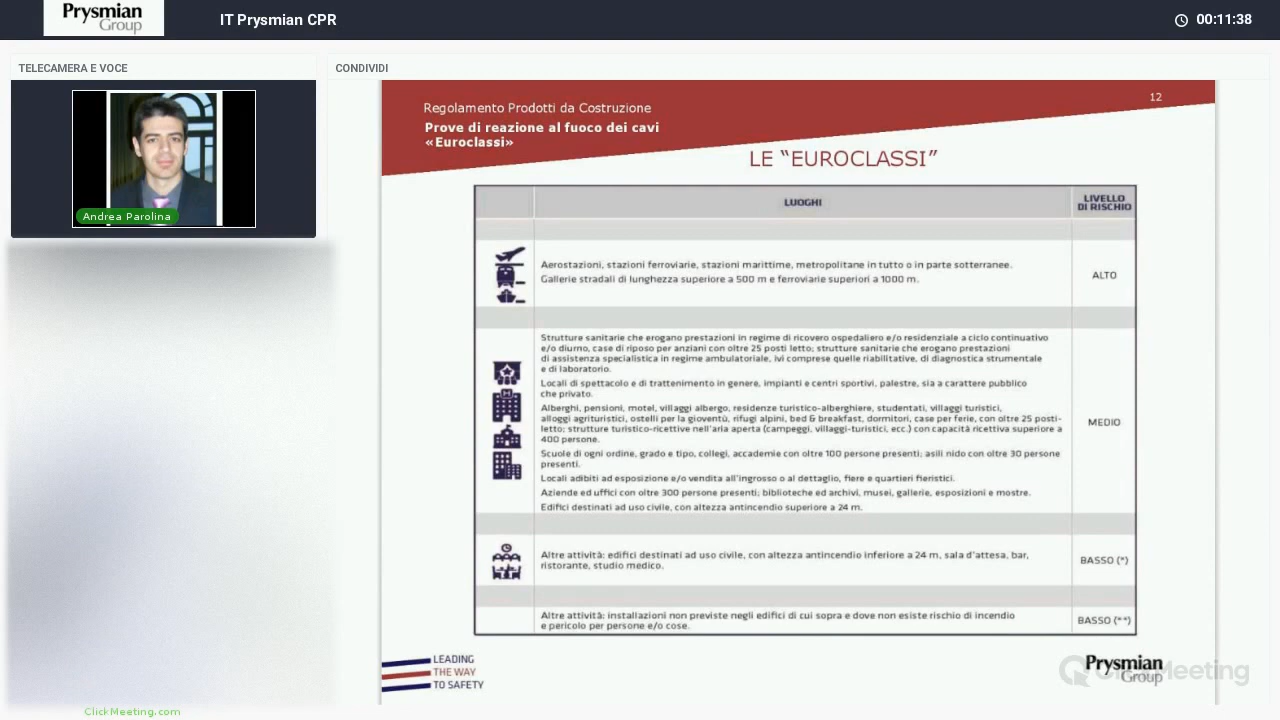 Prysmian
Group
IT Prysmian CPR
00:11:38
TELECAMERA E VOCE
CONDIVIDI
Andrea Parolina
Regolamento Prodotti da Costruzione
12
Prove di reazione al fuoco dei cavi
«Euroclassi»
LE “EUROCLASSI”
LUOGHI
LIVELLO
DI RISCHIO
Aerostazioni, stazioni ferroviarie, stazioni marittime, metropolitane in tutto o in parte sotterranee.
Gallerie stradali di lunghezza superiore a 500 m e ferroviarie superiori a 1000 m.
ALTO
Strutture sanitarie che erogano prestazioni in regime di ricovero ospedaliero e/o residenziale a ciclo continuativo
e/o diurno, case di riposo per anziani con oltre 25 posti letto; strutture sanitarie che erogano prestazioni
di assistenza specialistica in regime ambulatoriale, ivi comprese quelle riabilitative, di diagnostica strumentale
e di laboratorio.
Locali di spettacolo e di trattenimento in genere, impianti e centri sportivi, palestre, sia a carattere pubblico
che privato.
Alberghi, pensioni, motel, villaggi albergo, residenze turistico-alberghiere, studentati, villaggi turistici,
alloggi agrituristici, ostelli per la gioventù, rifugi alpini, bed & breakfast, dormitori, case per ferie, con oltre 25 posti-
letto; strutture turistico-ricettive nell'aria aperta (campeggi, villaggi-turistici, ecc.) con capacità ricettiva superiore a
400 persone.
Scuole di ogni ordine, grado e tipo, collegi, accademie con oltre 100 persone presenti; asili nido con oltre 30 persone
presenti.
Locali adibiti ad esposizione e/o vendita all'ingrosso o al dettaglio, fiere e quartieri fieristici.
Aziende ed uffici con oltre 300 persone presenti; biblioteche ed archivi, musei, gallerie, esposizioni e mostre.
Edifici destinati ad uso civile, con altezza antincendio superiore a 24 m.
MEDIO
Altre attività: edifici destinati ad uso civile, con altezza antincendio inferiore a 24 m, sala d'attesa, bar,
ristorante, studio medico.
BASSO (*)
Altre attività: installazioni non previste negli edifici di cui sopra e dove non esiste rischio di incendio
e pericolo per persone e/o cose.
BASSO (**)
LEADING
THE WAY
TO SAFETY
Prysmian
Group
ClickMeeting
ClickMeeting.com